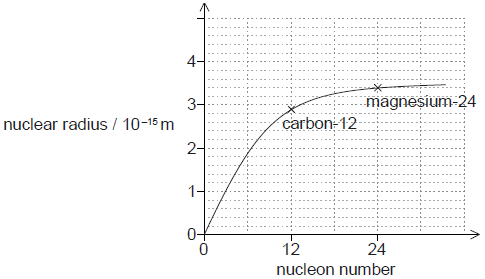 4
3
magnesium-24
nuclear radius / 10⁻¹⁵ m
carbon-12
2
1
0
0 12 24
nucleon number